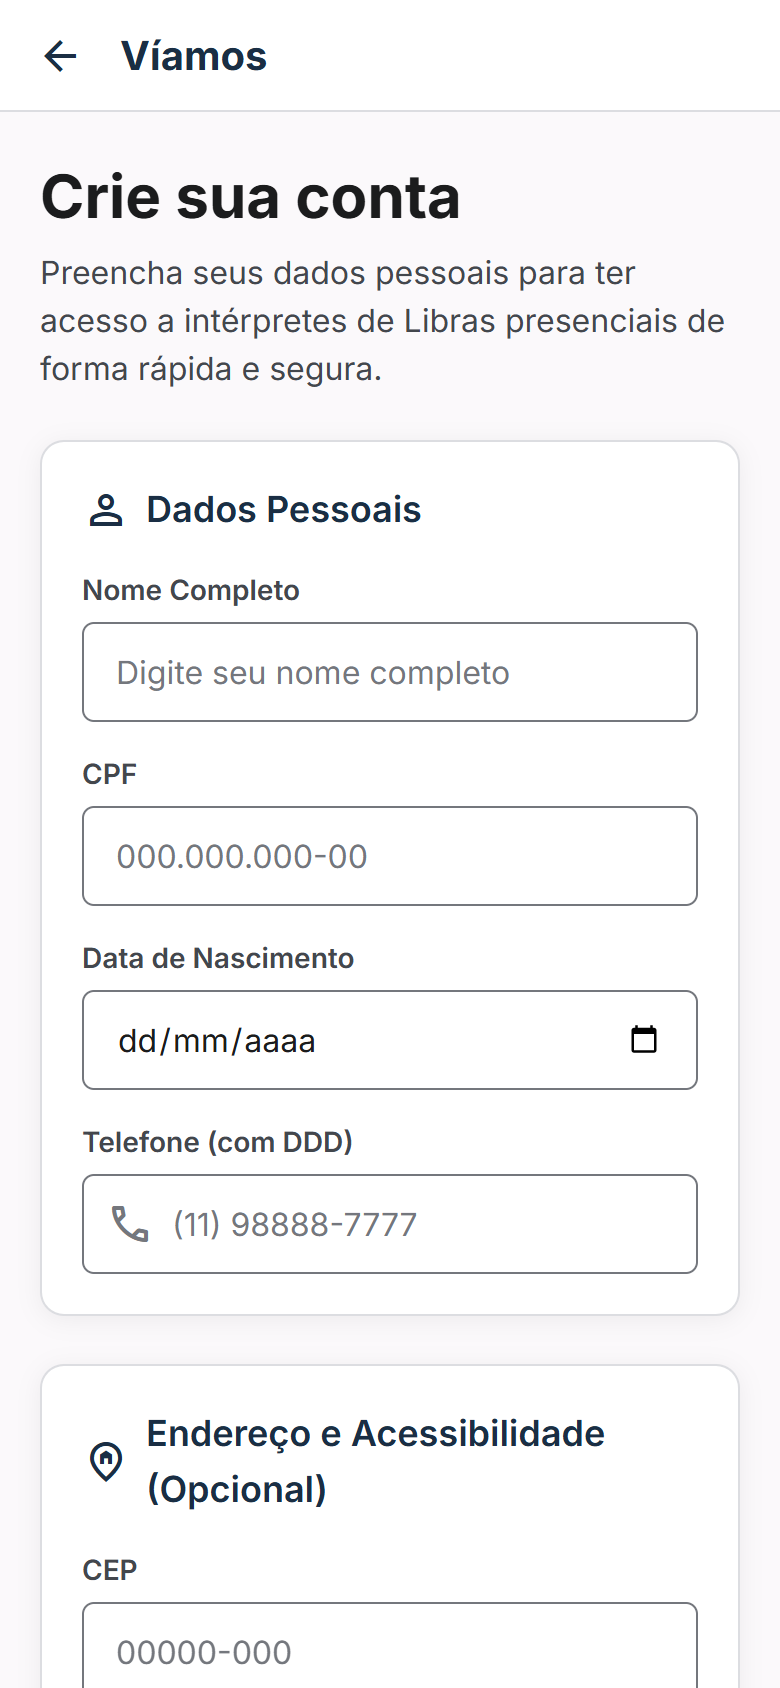 Víamos
Crie sua conta
Preencha seus dados pessoais para ter
acesso a intérpretes de Libras presenciais de
forma rápida e segura.
Dados Pessoais
Nome Completo
Digite seu nome completo
CPF
000.000.000-00
Data de Nascimento
dd/mm/aaaa
Telefone (com DDD)
(11) 98888-7777
Endereço e Acessibilidade
(Opcional)
CEP
00000-000